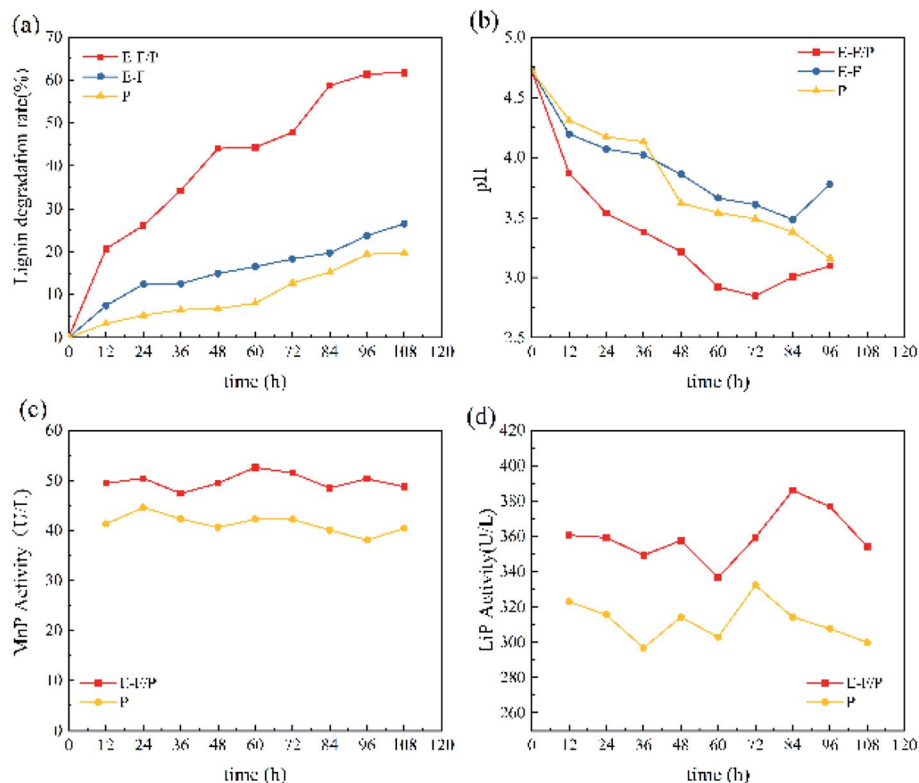 (a)
70
60
50
40
30
20
10
0
Lignin degradation rate(%)
E-F/P
E-F
P
0 12 24 36 48 60 72 84 96 108 120
time (h)
(b)
5.0
4.5
4.0
3.5
3.0
2.5
pH
E-F/P
E-F
P
0 12 24 36 48 60 72 84 96 108 120
time (h)
(c)
60
50
40
30
20
10
0
MnP Activity (U/L)
E-F/P
P
0 12 24 36 48 60 72 84 96 108 120
time (h)
(d)
420
400
380
360
340
320
300
280
260
LiP Activity(U/L)
E-F/P
P
0 12 24 36 48 60 72 84 96 108 120
time (h)